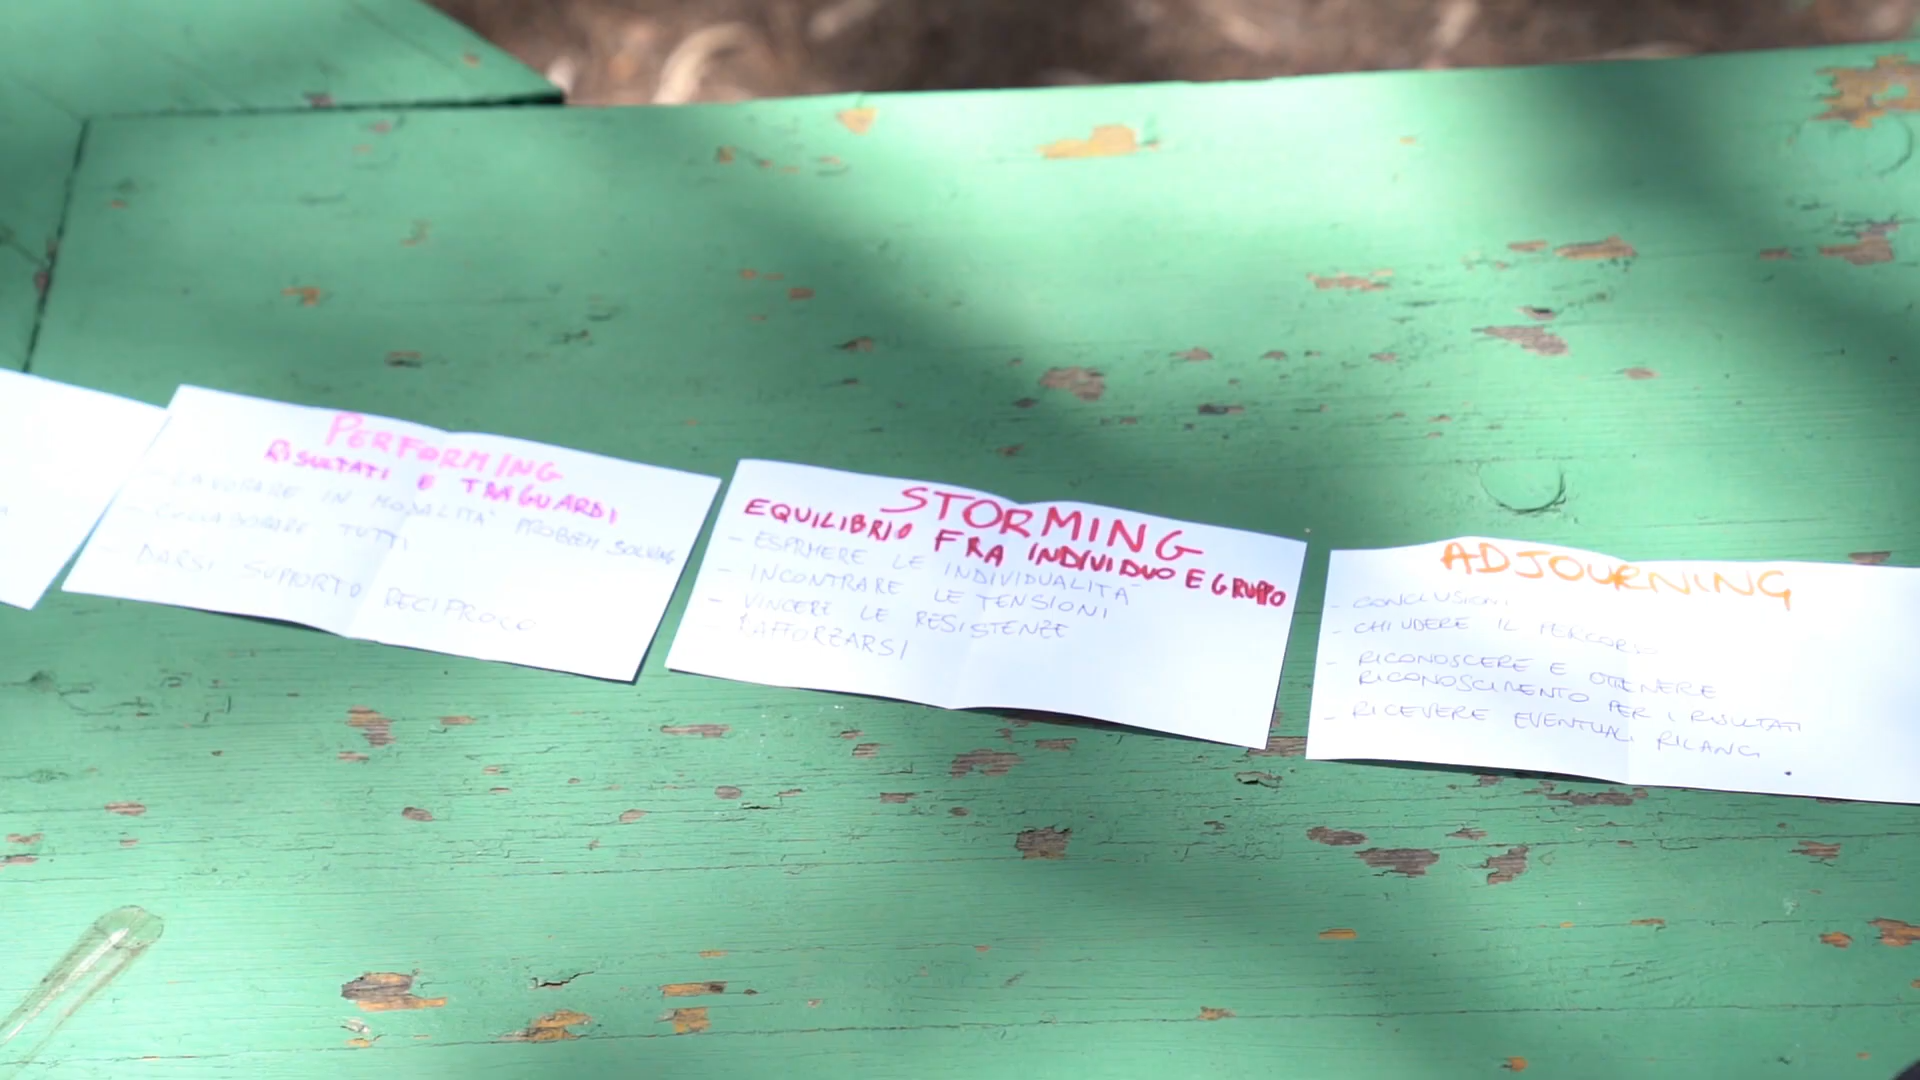 PERFORMING
RISULTATI E TRAGUARDI
- LAVORARE IN MODALITA' PROBLEM SOLVING
- COLLABORARE TUTTI
- DARSI SUPPORTO RECIPROCO
STORMING
EQUILIBRIO FRA INDIVIDUO E GRUPPO
- ESPRIMERE LE INDIVIDUALITÀ
- INCONTRARE LE TENSIONI
- VINCERE LE RESISTENZE
- RAFFORZARSI
ADJOURNING
- CONCLUSIONI
- CHIUDERE IL PERCORSO
- RICONOSCERE E OTTENERE
RICONOSCIMENTO PER I RISULTATI
- RICEVERE EVENTUALI RILANCI